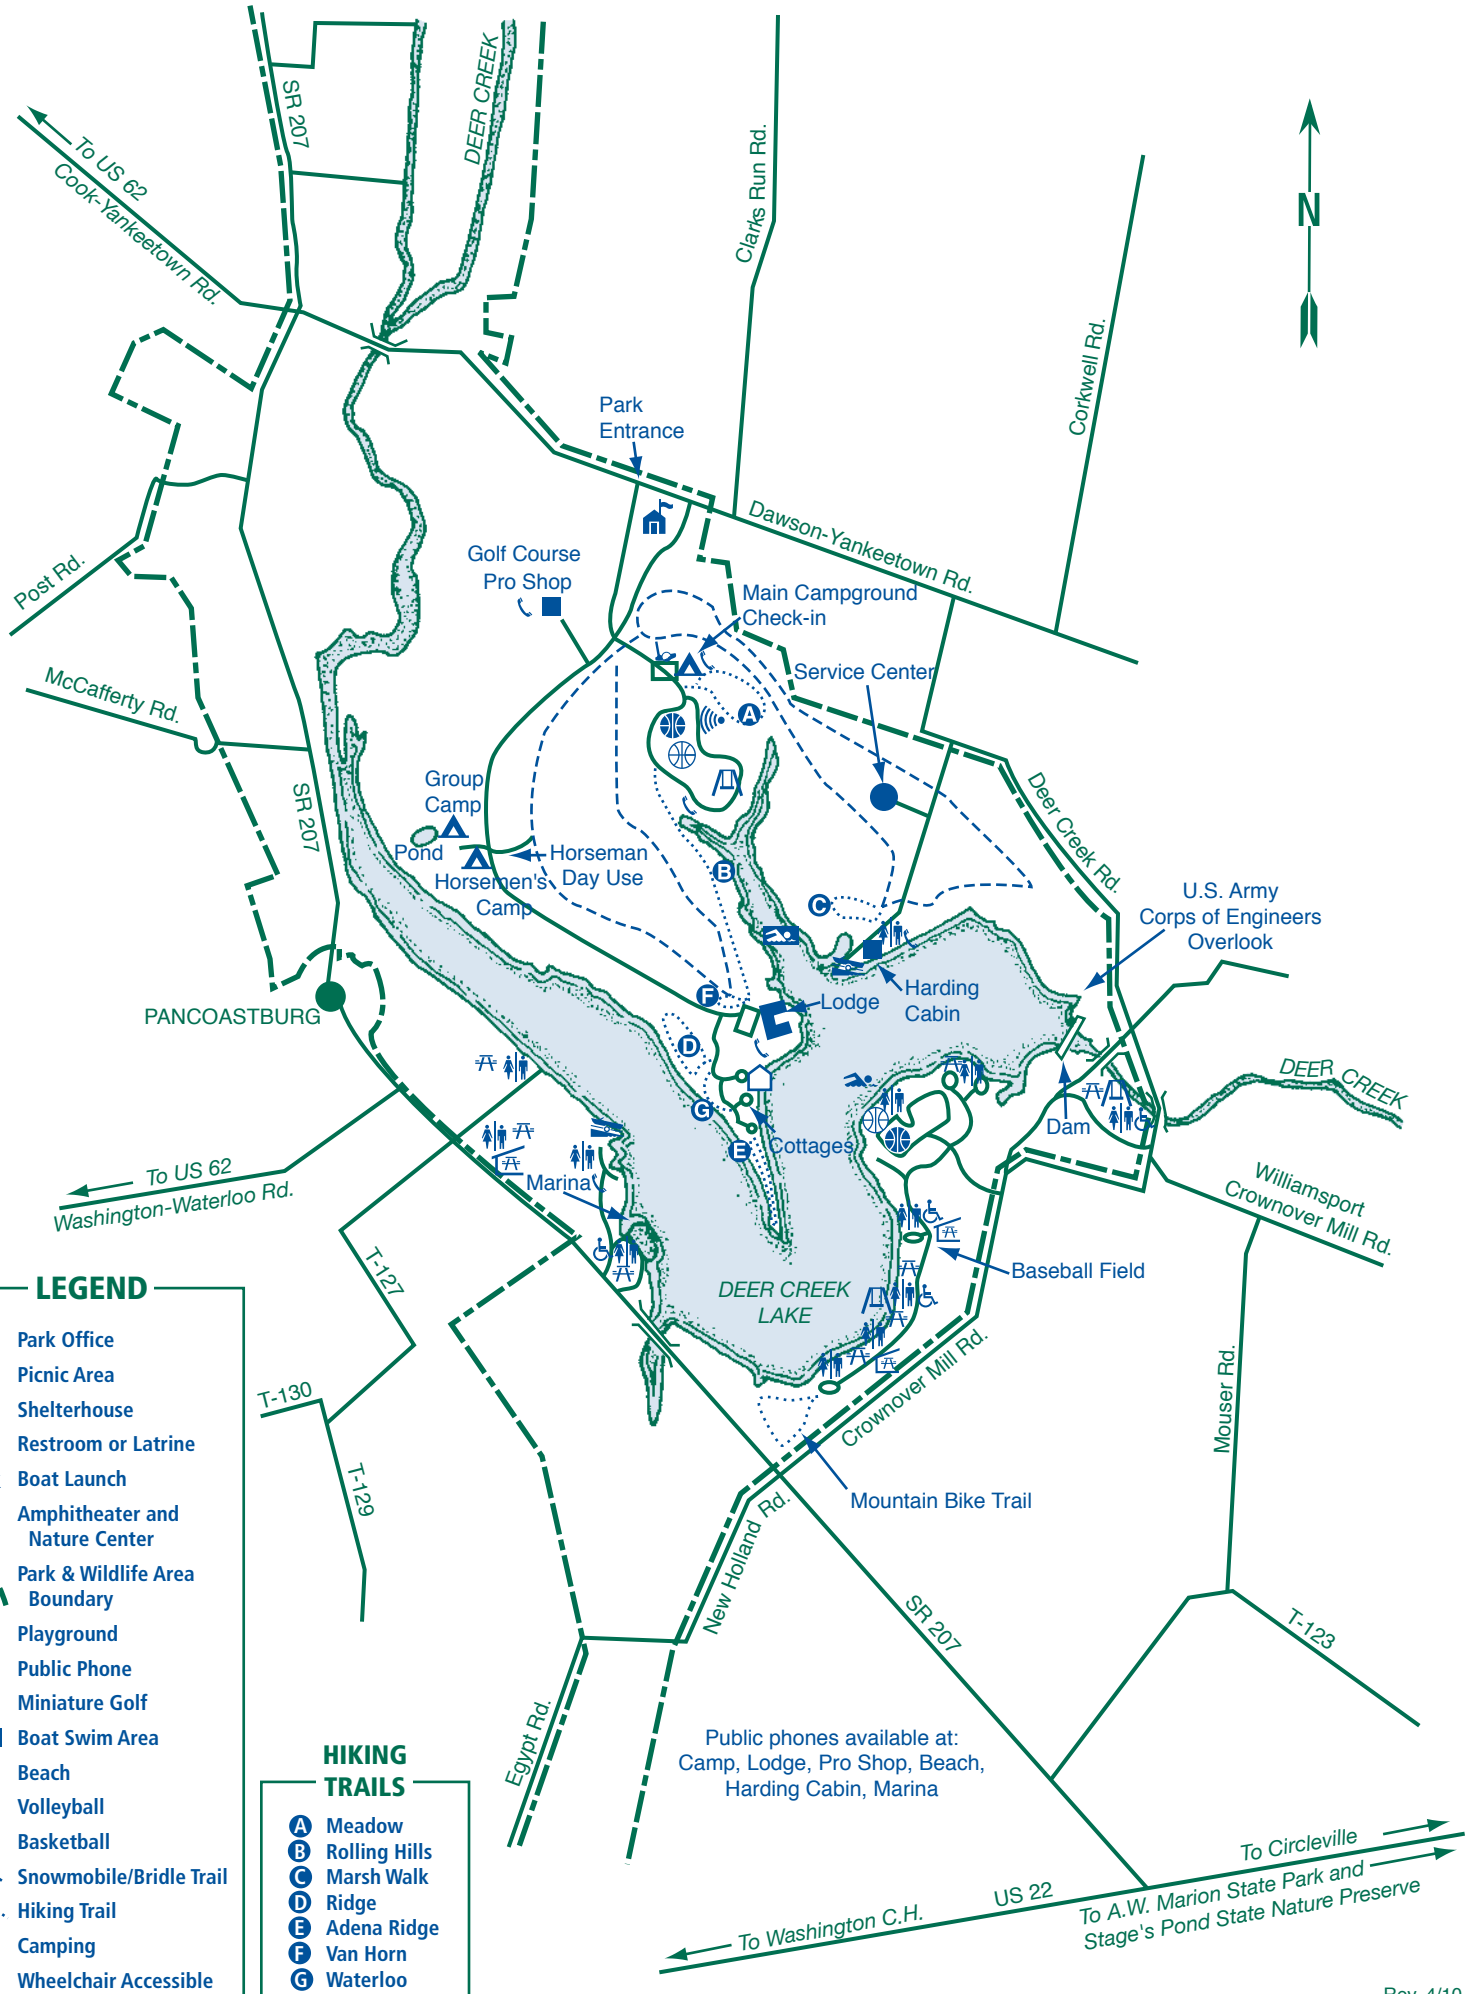 DEER CREEK
SR 207
To US 62
Cook-Yankeetown Rd.
Clarks Run Rd.
N
Corkwell Rd.
Park
Entrance
Dawson-Yankeetown Rd.
Golf Course
Pro Shop
Post Rd.
Main Campground
Check-in
McCafferty Rd.
Service Center
A
SR 207
Group
Camp
Pond
Horseman
Day Use
Horsemen's
Camp
B
C
Deer Creek Rd.
U.S. Army
Corps of Engineers
Overlook
PANCOASTBURG
F
Lodge
Harding
Cabin
D
G
E
Cottages
Dam
DEER CREEK
To US 62
Washington-Waterloo Rd.
Marina
Williamsport
Crownover Mill Rd.
Baseball Field
DEER CREEK
LAKE
T-127
T-130
T-129
Crownover Mill Rd.
Mouser Rd.
Mountain Bike Trail
New Holland Rd.
SR 207
T-123
Egypt Rd.
Public phones available at:
Camp, Lodge, Pro Shop, Beach,
Harding Cabin, Marina
To Circleville
US 22
To A.W. Marion State Park and
Stage's Pond State Nature Preserve
To Washington C.H.
LEGEND
Park Office
Picnic Area
Shelterhouse
Restroom or Latrine
Boat Launch
Amphitheater and
Nature Center
Park & Wildlife Area
Boundary
Playground
Public Phone
Miniature Golf
Boat Swim Area
Beach
Volleyball
Basketball
Snowmobile/Bridle Trail
Hiking Trail
Camping
Wheelchair Accessible
HIKING
TRAILS
A Meadow
B Rolling Hills
C Marsh Walk
D Ridge
E Adena Ridge
F Van Horn
G Waterloo